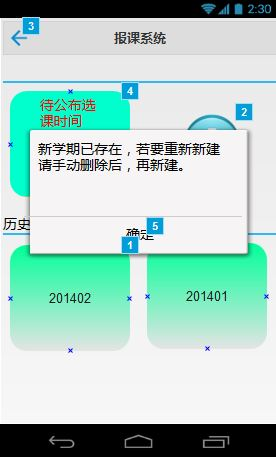 2:30
3
报课系统
待公布选
课时间
4
2
新学期已存在，若要重新新建
请手动删除后，再新建。
历史
5
确定
1
201402
201401